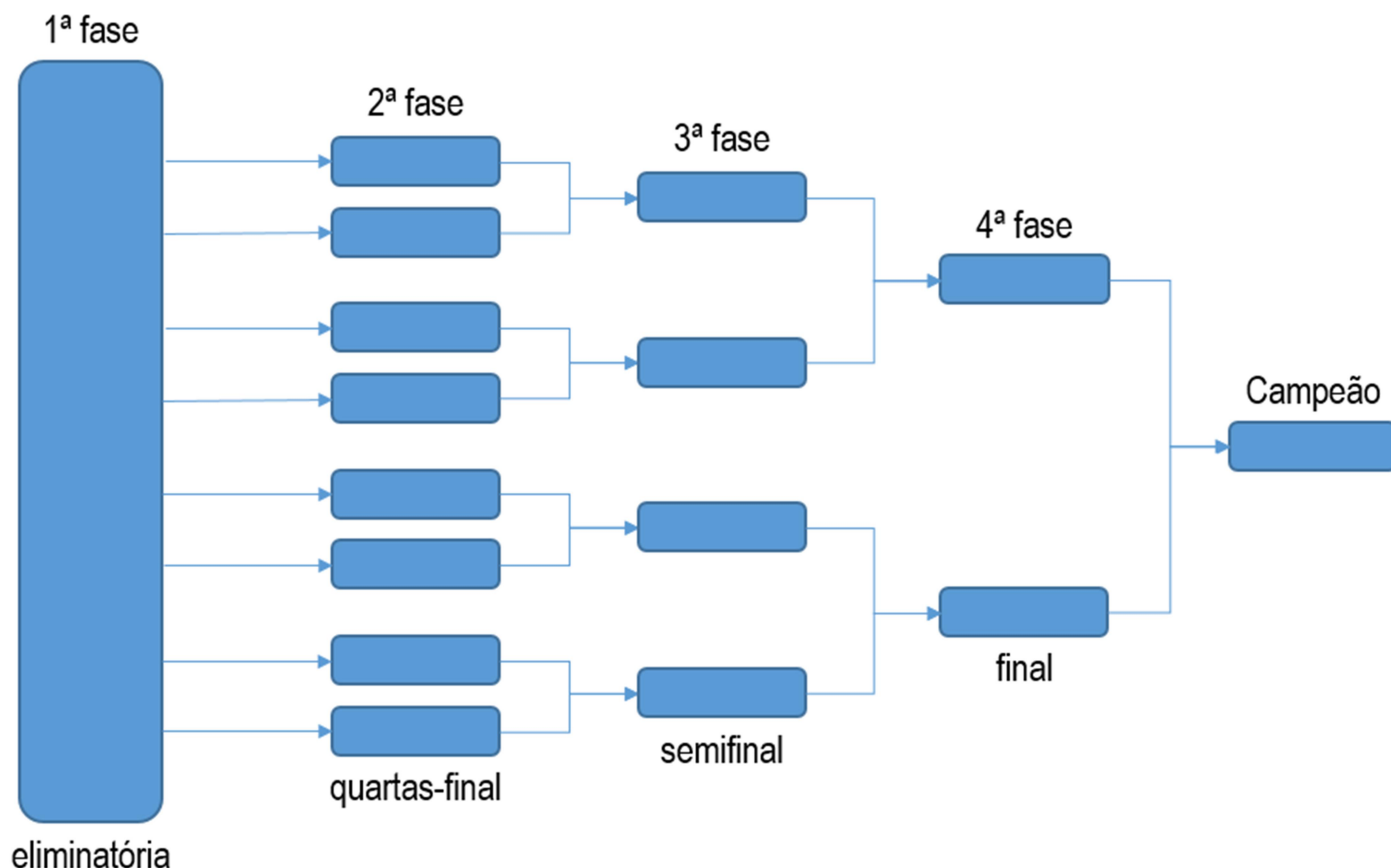 1ª fase
2ª fase
3ª fase
4ª fase
Campeão
final
semifinal
quartas-final
eliminatória